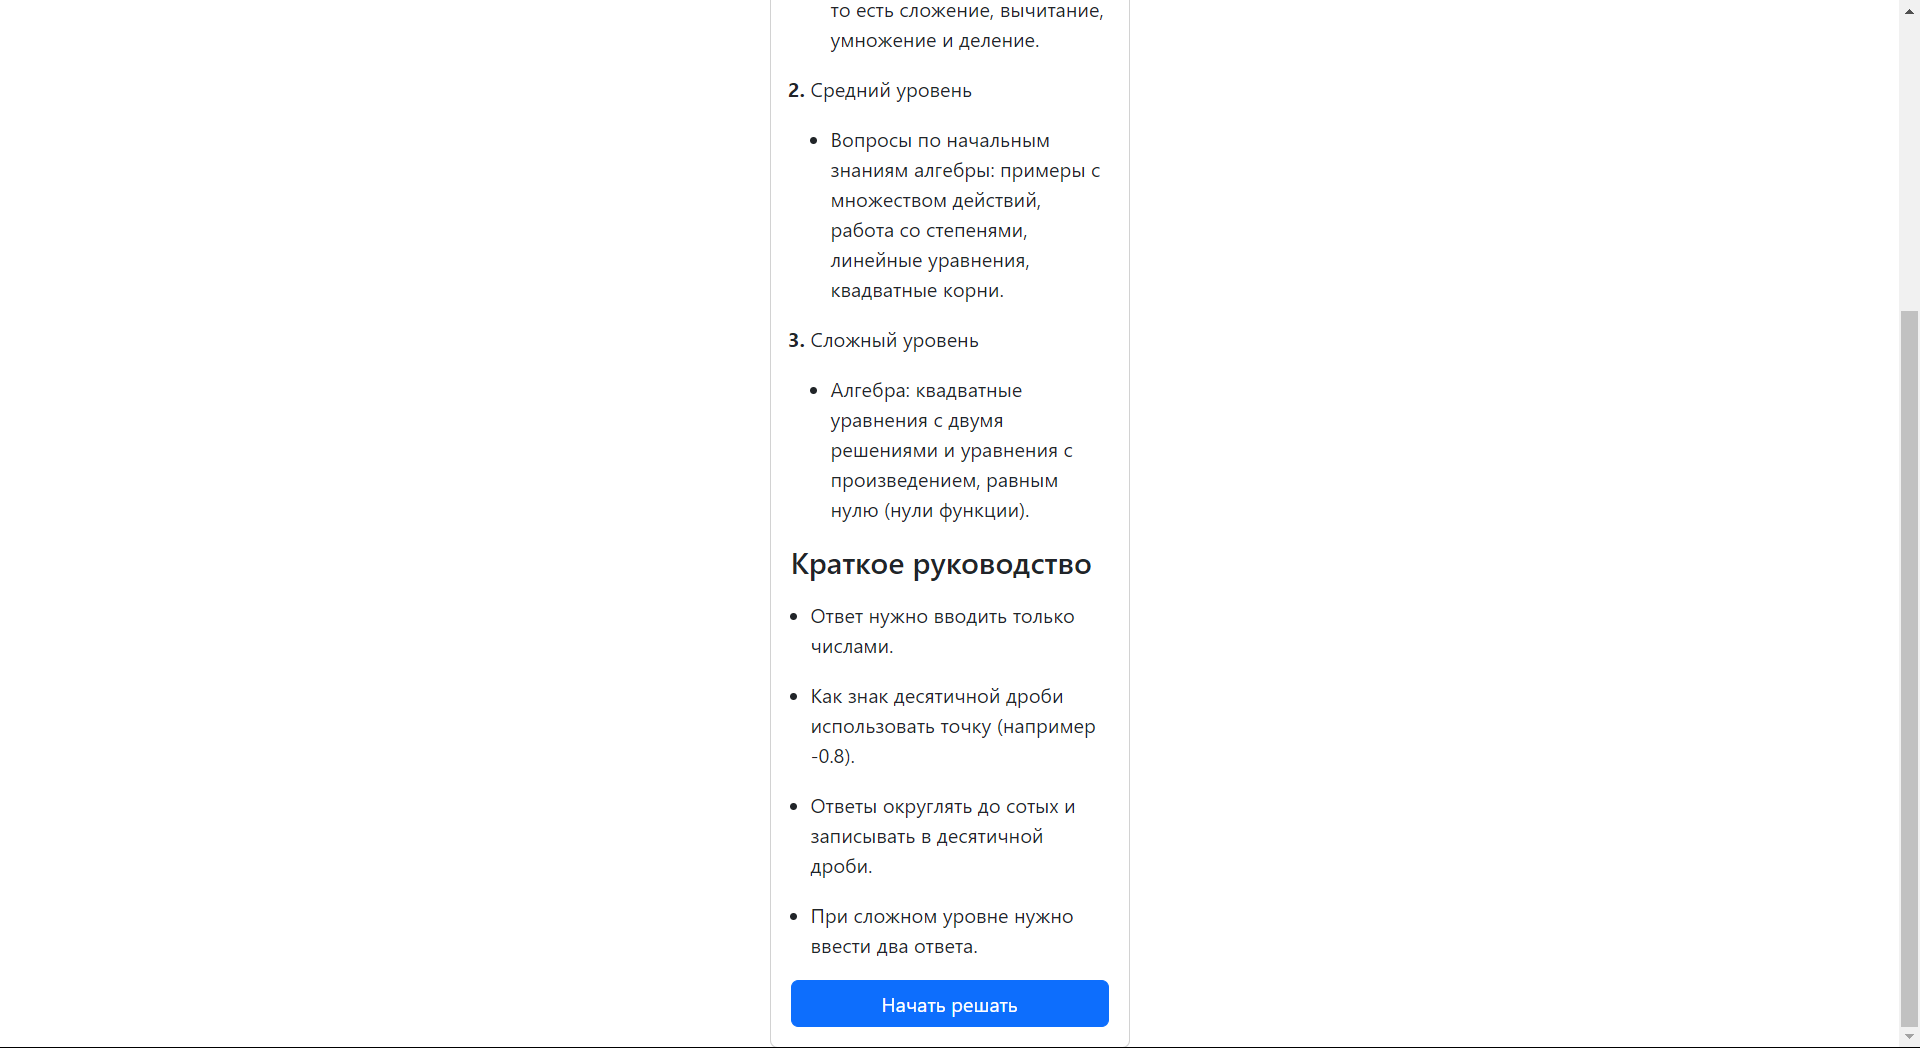 то есть сложение, вычитание,
умножение и деление.
2. Средний уровень
• Вопросы по начальным
знаниям алгебры: примеры с
множеством действий,
работа со степенями,
линейные уравнения,
квадватные корни.
3. Сложный уровень
• Алгебра: квадватные
уравнения с двумя
решениями и уравнения с
произведением, равным
нулю (нули функции).
Краткое руководство
• Ответ нужно вводить только
числами.
• Как знак десятичной дроби
использовать точку (например
-0.8).
• Ответы округлять до сотых и
записывать в десятичной
дроби.
• При сложном уровне нужно
ввести два ответа.
Начать решать